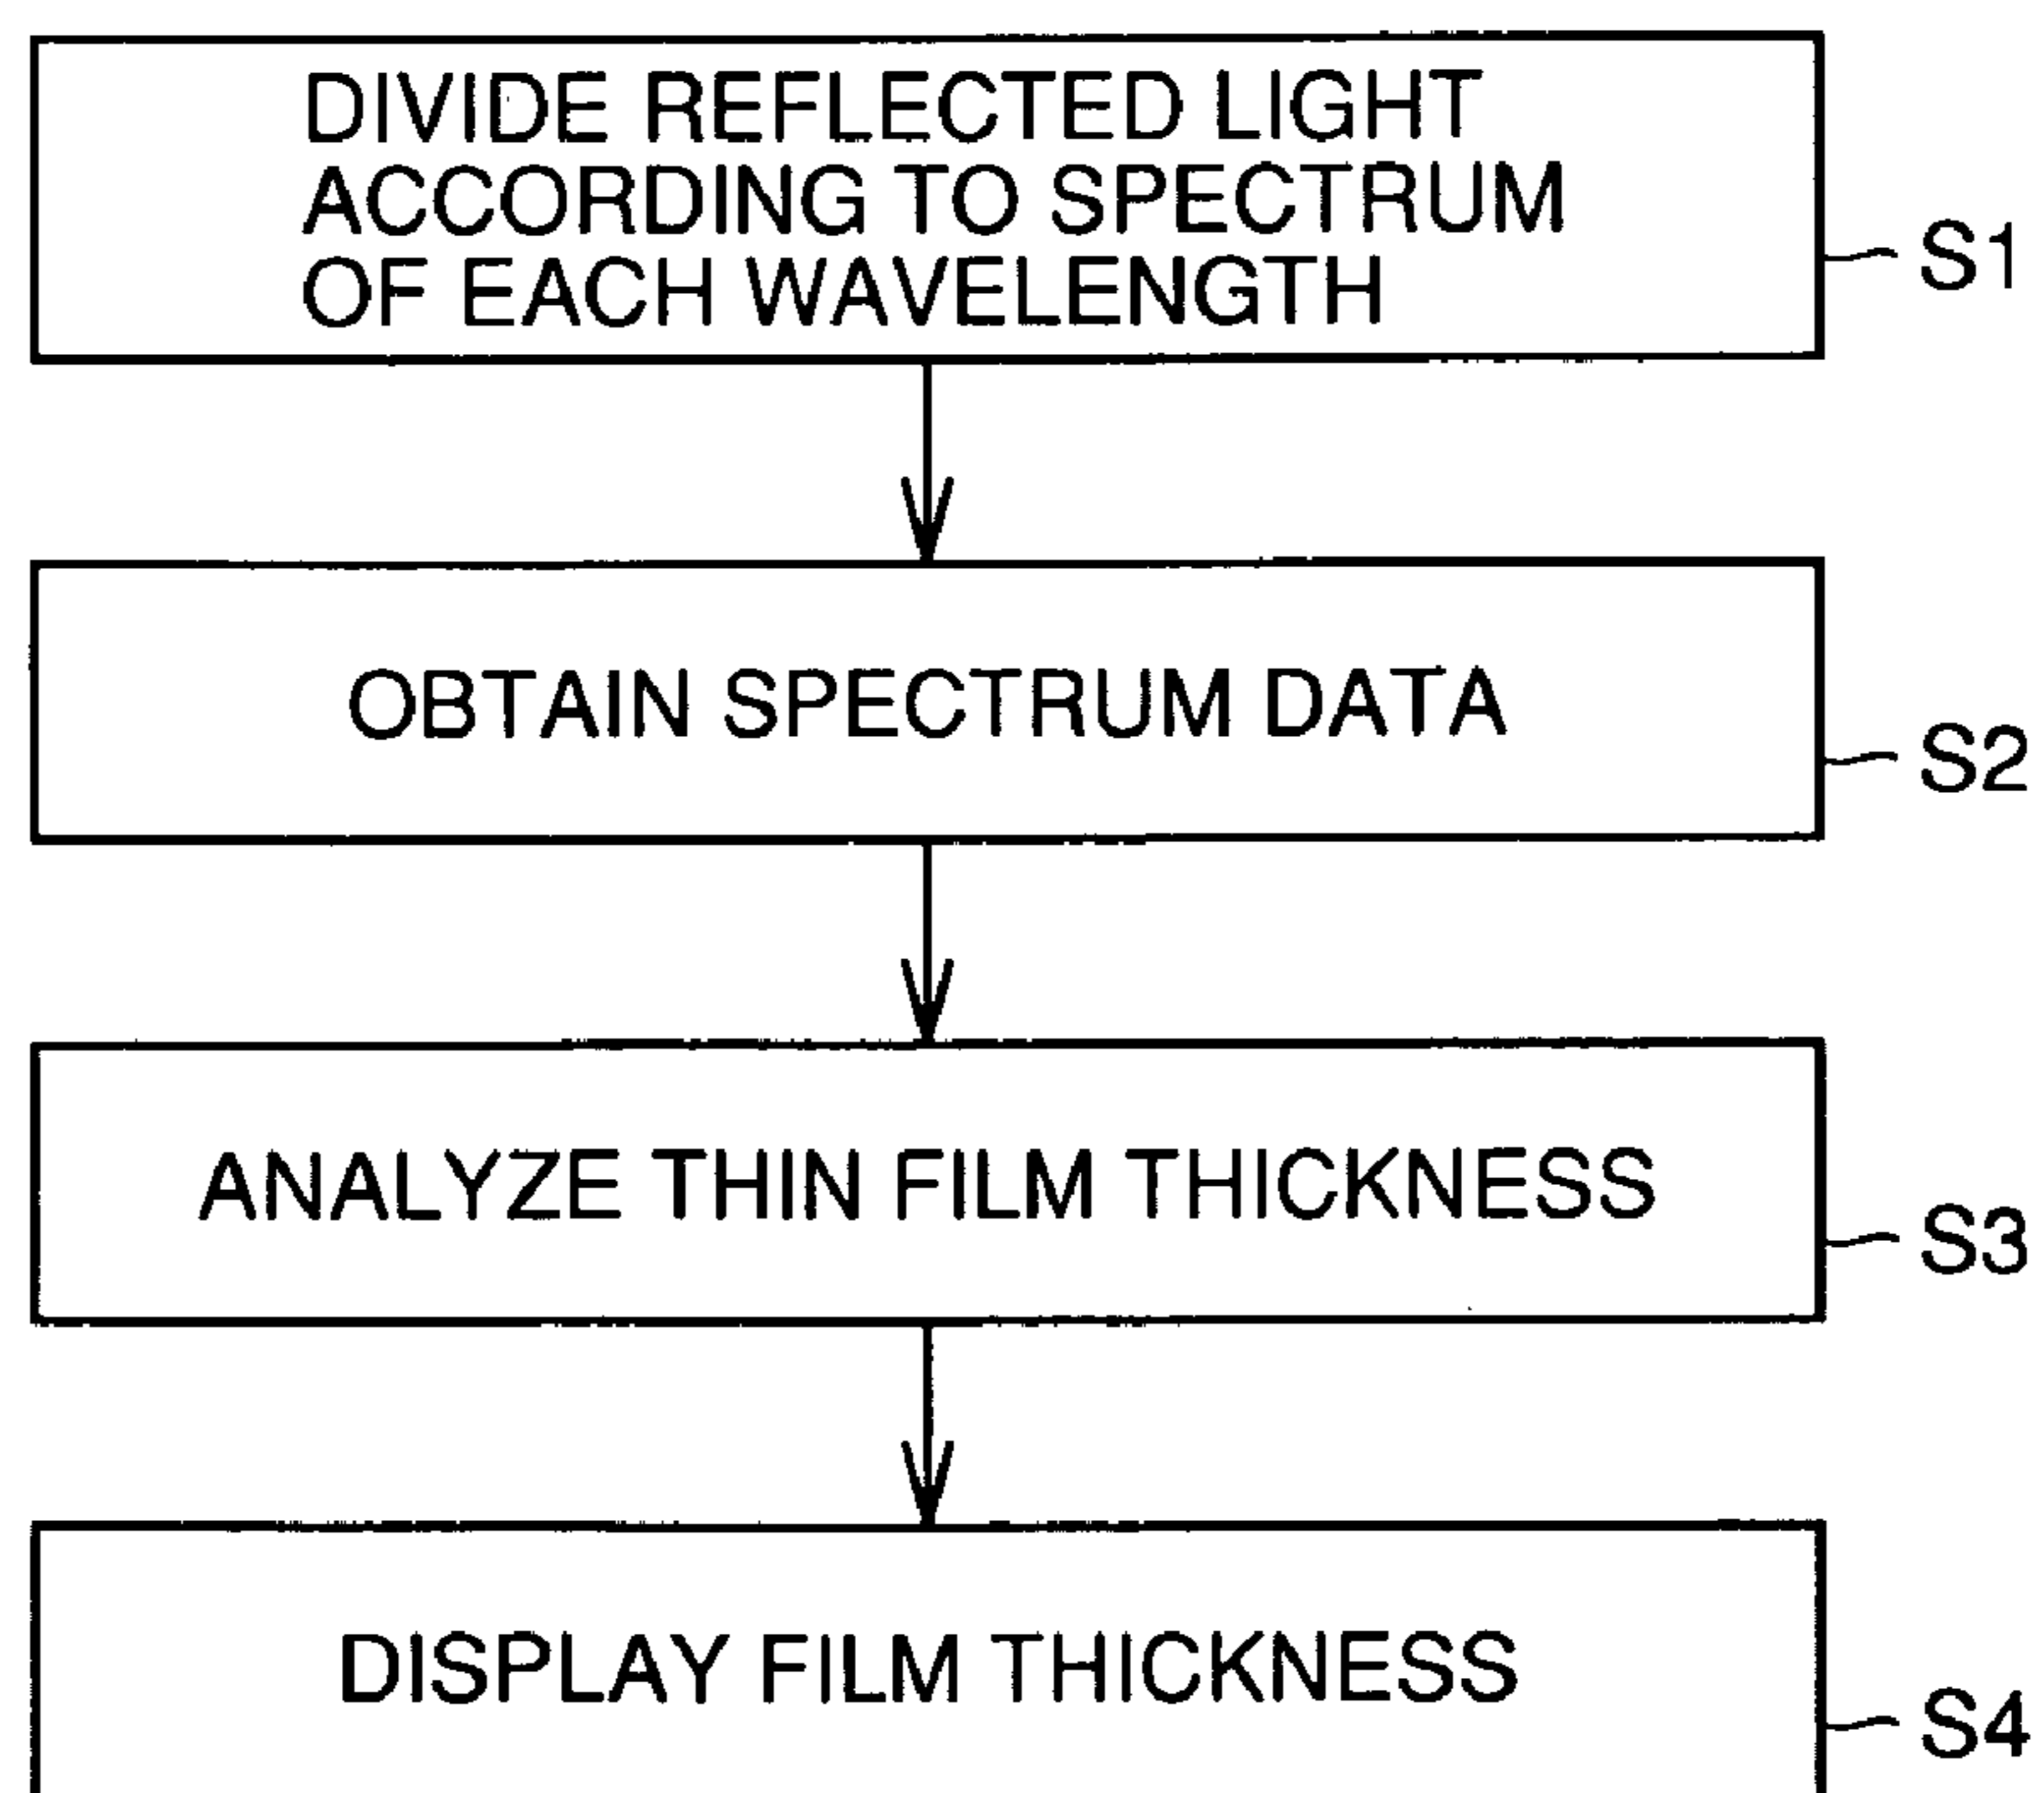 DIVIDE REFLECTED LIGHT
ACCORDING TO SPECTRUM
OF EACH WAVELENGTH
S1
OBTAIN SPECTRUM DATA
S2
ANALYZE THIN FILM THICKNESS
S3
DISPLAY FILM THICKNESS
S4